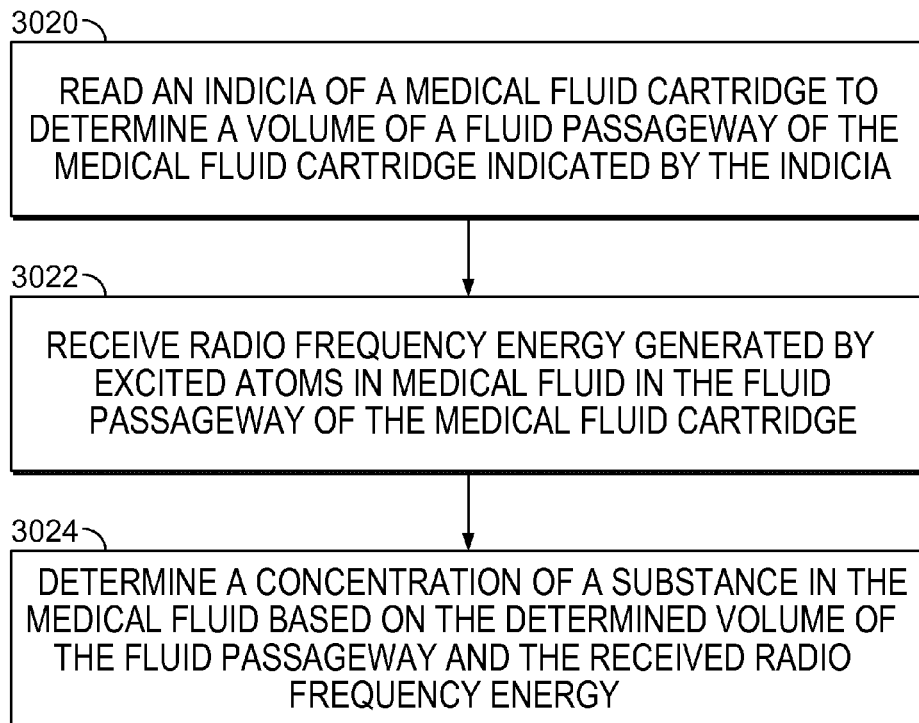 3020
READ AN INDICIA OF A MEDICAL FLUID CARTRIDGE TO
DETERMINE A VOLUME OF A FLUID PASSAGEWAY OF THE
MEDICAL FLUID CARTRIDGE INDICATED BY THE INDICIA
3022
RECEIVE RADIO FREQUENCY ENERGY GENERATED BY
EXCITED ATOMS IN MEDICAL FLUID IN THE FLUID
PASSAGEWAY OF THE MEDICAL FLUID CARTRIDGE
3024
DETERMINE A CONCENTRATION OF A SUBSTANCE IN THE
MEDICAL FLUID BASED ON THE DETERMINED VOLUME OF
THE FLUID PASSAGEWAY AND THE RECEIVED RADIO
FREQUENCY ENERGY